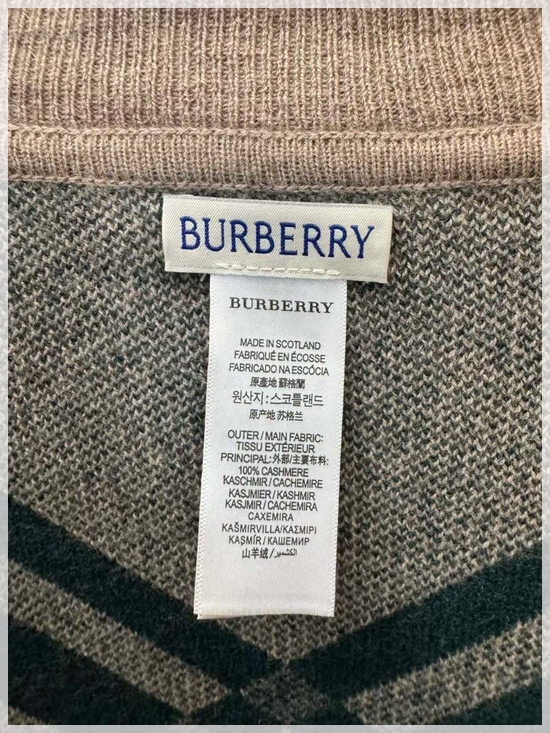 BURBERRY
BURBERRY
MADE IN SCOTLAND
FABRIQUÉ EN ÉCOSSE
FABRICADO NA ESCÓCIA
原產地 蘇格蘭
원산지 : 스코틀랜드
原产地 苏格兰
OUTER / MAIN FABRIC:
TISSU EXTÉRIEUR
PRINCIPAL: 外部/主要布料:
100% CASHMERE
KASCHMIR / CACHEMIRE
KASJMIER / KASHMIR
KASJMIR / CACHEMIRA
CAXEMIRA
KAŠMIRVILLA/ΚΑΣΜΙΡΙ
KAŞMİR / КАШЕМИР
山羊绒 / الكشمير